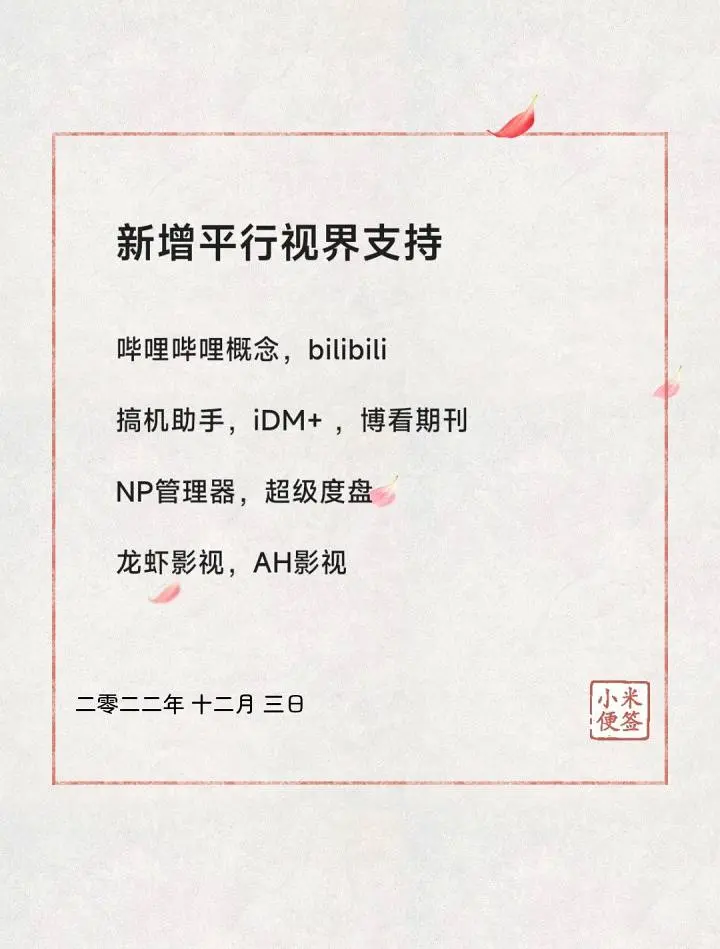 新增平行视界支持
哔哩哔哩概念，bilibili
搞机助手，iDM+ ，博看期刊
NP管理器，超级度盘
龙虾影视，AH影视
二零二二年 十二月 三日
小米
便签